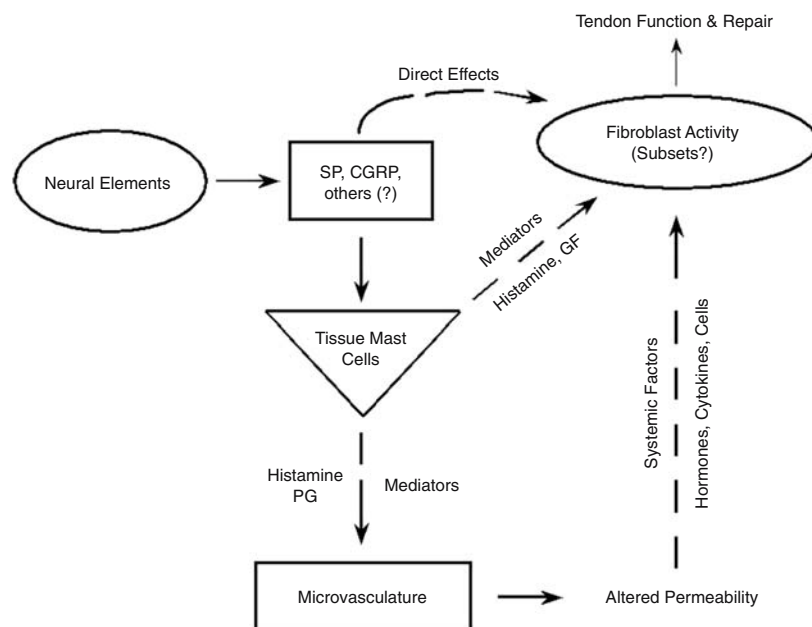 Tendon Function & Repair
Direct Effects
Fibroblast Activity
(Subsets?)
Neural Elements
SP, CGRP,
others (?)
Mediators
Histamine, GF
Tissue Mast
Cells
Systemic Factors
Hormones, Cytokines, Cells
Histamine
PG
Mediators
Microvasculature
Altered Permeability